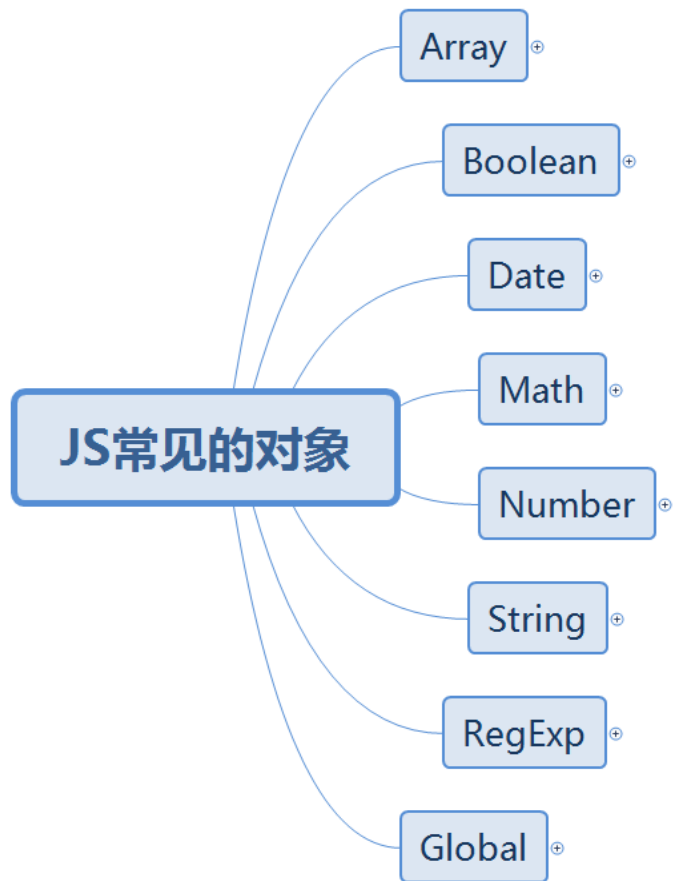 Array
Boolean
Date
Math
JS常见的对象
Number
String
RegExp
Global